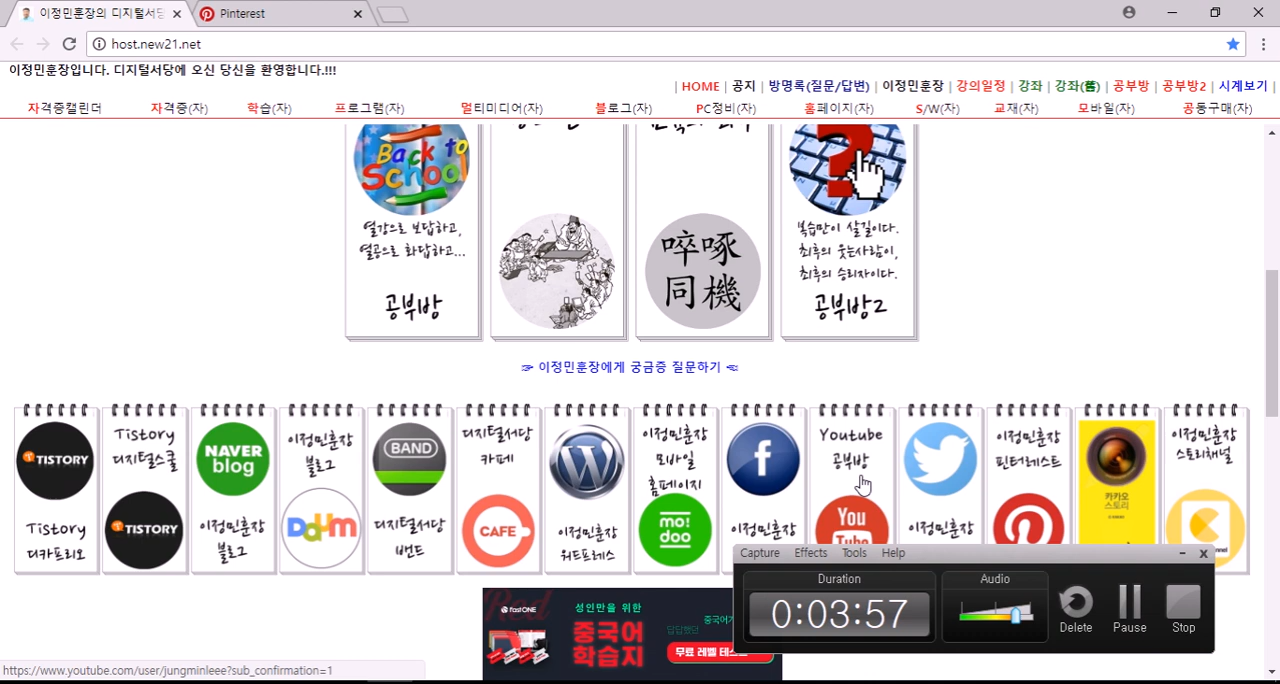 이정민훈장의 디지털서당
Pinterest
host.new21.net
이정민훈장입니다. 디지털서당에 오신 당신을 환영합니다.!!!
| HOME | 공지 | 방명록(질문/답변) | 이정민훈장 | 강의일정 | 강좌 | 강좌(舊) | 공부방 | 공부방2 | 시계보기 |
자격증캘린더 자격증(자) 학습(자) 프로그램(자) 멀티미디어(자) 블로그(자) PC정비(자) 홈페이지(자) S/W(자) 교재(자) 모바일(자) 공동구매(자)
Back to
School
열강으로 보답하고,
열공으로 화답하고...
공부방
啐啄
同機
복습만이 살길이다.
최후의 웃는사람이,
최후의 승리자이다.
공부방2
☞ 이정민훈장에게 궁금증 질문하기 ☜
TISTORY
Tistory
디카폴리오
Tistory
디지털스쿨
TISTORY
NAVER
blog
이정민훈장
블로그
이정민훈장
블로그
Daum
BAND
디지털서당
밴드
디지털서당
카페
CAFE
이정민훈장
워드프레스
이정민훈장
모바일
홈페이지
mo!
doo
f
이정민훈장
Youtube
공부방
You
Tube
이정민훈장
이정민훈장
핀터레스트
카카오
스토리
이정민훈장
스토리채널
Red
fastONE
성인만을 위한
중국어
학습지
답답했던
중국어
무료 레벨 테스트
Capture Effects Tools Help
Duration
0:03:57
Audio
Delete
Pause
Stop
https://www.youtube.com/user/jungminleee?sub_confirmation=1